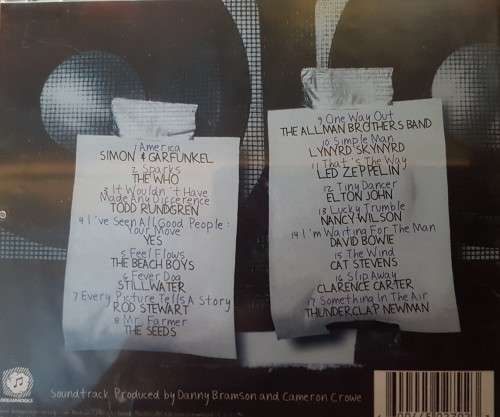 1 America
SIMON & GARFUNKEL
2 Sparks
THE WHO
3 It Wouldn't Have
Made Any Difference
TODD RUNDGREN
4 I've Seen All Good People:
Your Move
YES
5 Feel Flows
THE BEACH BOYS
6 Fever Dog
STILLWATER
7 Every Picture Tells A Story
ROD STEWART
8 Mr. Farmer
THE SEEDS
9 One Way Out
THE ALLMAN BROTHERS BAND
10 Simple Man
LYNYRD SKYNYRD
11 That's The Way
LED ZEPPELIN
12 Tiny Dancer
ELTON JOHN
13 Lucky Trumble
NANCY WILSON
14 I'm Waiting For The Man
DAVID BOWIE
15 The Wind
CAT STEVENS
16 Slip Away
CLARENCE CARTER
17 Something In The Air
THUNDERCLAP NEWMAN
Soundtrack Produced by Danny Bramson and Cameron Crowe